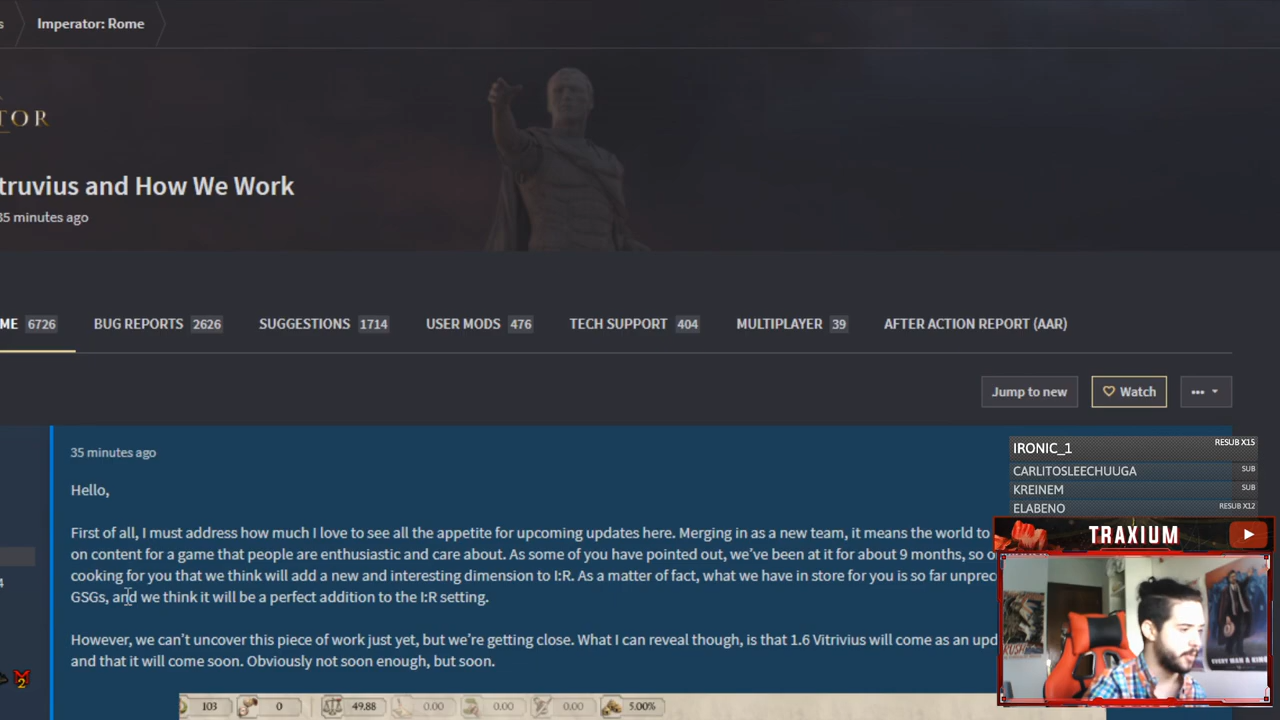 s
Imperator: Rome
TOR
truvius and How We Work
35 minutes ago
ME 6726 BUG REPORTS 2626 SUGGESTIONS 1714 USER MODS 476 TECH SUPPORT 404 MULTIPLAYER 39 AFTER ACTION REPORT (AAR)
Jump to new Watch
35 minutes ago
Hello,
First of all, I must address how much I love to see all the appetite for upcoming updates here. Merging in as a new team, it means the world to
on content for a game that people are enthusiastic and care about. As some of you have pointed out, we've been at it for about 9 months, so o
cooking for you that we think will add a new and interesting dimension to I:R. As a matter of fact, what we have in store for you is so far unprec
GSGs, and we think it will be a perfect addition to the I:R setting.
However, we can't uncover this piece of work just yet, but we're getting close. What I can reveal though, is that 1.6 Vitrivius will come as an upd
and that it will come soon. Obviously not soon enough, but soon.
103 0 49.88 0.00 0.00 0.00 5.00%
IRONIC_1 RESUB X15
CARLITOSLEECHUUGA SUB
KREINEM SUB
ELABENO RESUB X12
TRAXIUM
EVERY MAN A KING
4
2